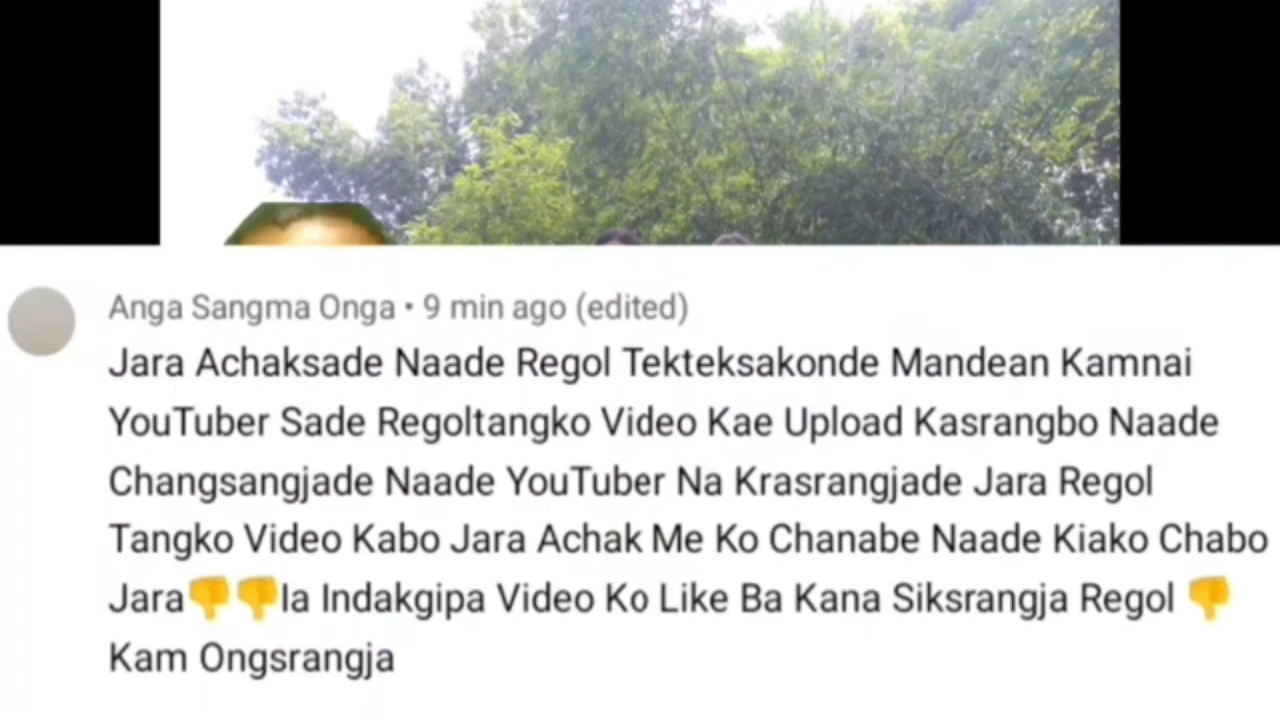 Anga Sangma Onga • 9 min ago (edited)
Jara Achaksade Naade Regol Tekteksakonde Mandean Kamnai
YouTuber Sade Regoltangko Video Kae Upload Kasrangbo Naade
Changsangjade Naade YouTuber Na Krasrangjade Jara Regol
Tangko Video Kabo Jara Achak Me Ko Chanabe Naade Kiako Chabo
Jara👎👎Ia Indakgipa Video Ko Like Ba Kana Siksrangja Regol 👎
Kam Ongsrangja